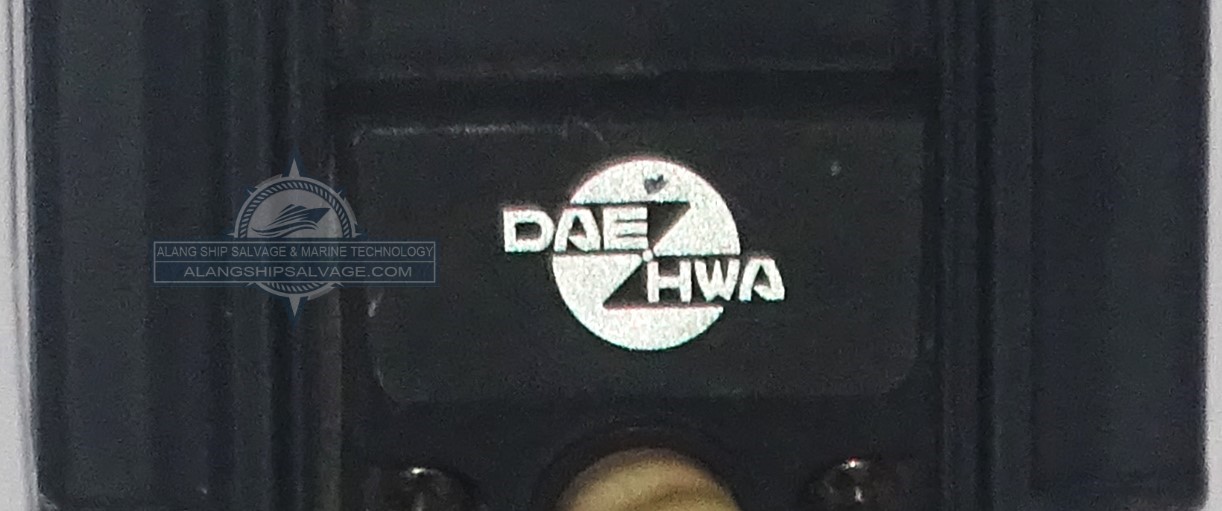 ALANG SHIP SALVAGE & MARINE TECHNOLOGY
ALANGSHIPSALVAGE.COM
DAE
HWA